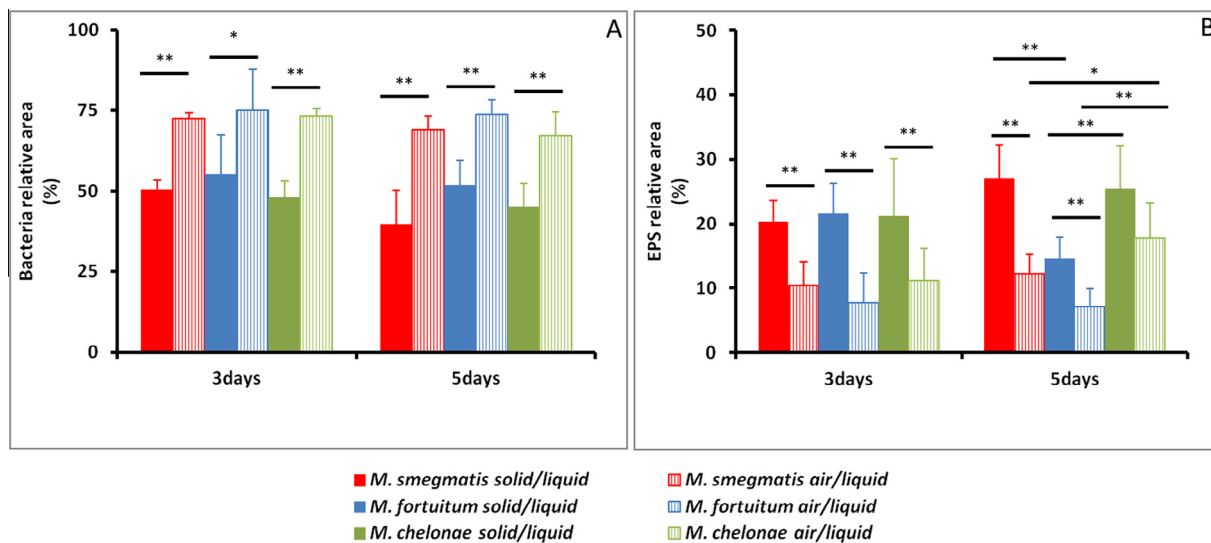 A
100
75
50
25
0
Bacteria relative area
(%)
**
*
**
**
**
**
3days
5days
B
50
40
30
20
10
0
EPS relative area
(%)
**
**
**
**
*
**
**
**
**
3days
5days
M. smegmatis solid/liquid
M. smegmatis air/liquid
M. fortuitum solid/liquid
M. fortuitum air/liquid
M. chelonae solid/liquid
M. chelonae air/liquid